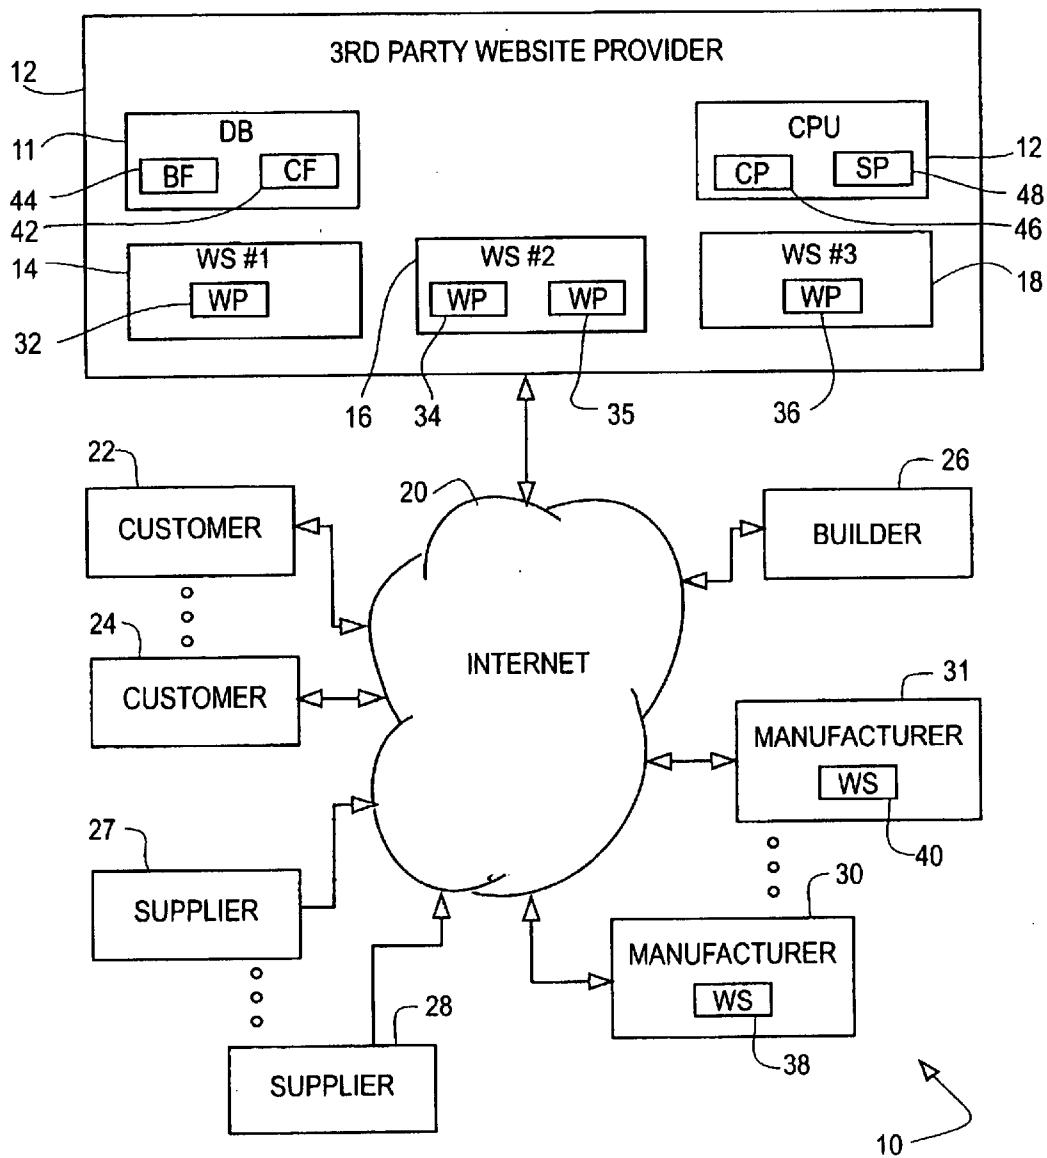 3RD PARTY WEBSITE PROVIDER
12
DB
CPU
11
BF
CF
CP
SP
12
44
42
46
48
WS #1
WS #2
WS #3
14
WP
WP
WP
WP
18
32
16
34
35
36
22
20
26
CUSTOMER
BUILDER
24
INTERNET
31
CUSTOMER
MANUFACTURER
WS
27
40
30
SUPPLIER
MANUFACTURER
WS
28
38
SUPPLIER
10